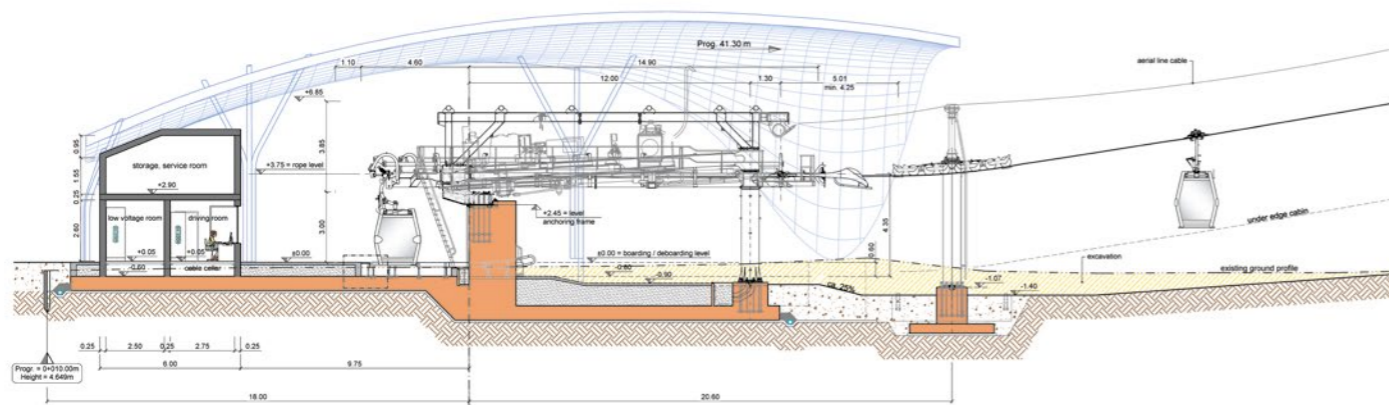 Prog. 41.30 m
1.10
4.60
14.90
12.00
1.30
5.01
min. 4.25
aerial line cable
+6.85
0.95
1.55
0.25
2.60
storage, service room
+2.90
+3.75 = rope level
3.85
3.00
low voltage room
driving room
+0.05
+0.05
-0.60
cable celler
±0.00
+2.45 = level
anchoring frame
±0.00 = boarding / deboarding level
-0.60
-0.90
4.35
0.60
under edge cabin
excavation
existing ground profile
-1.07
-1.40
0.25
2.50
0.25
2.75
0.25
6.00
9.75
Progr. = 0+010.00m
Height = 4.649m
18.00
20.60